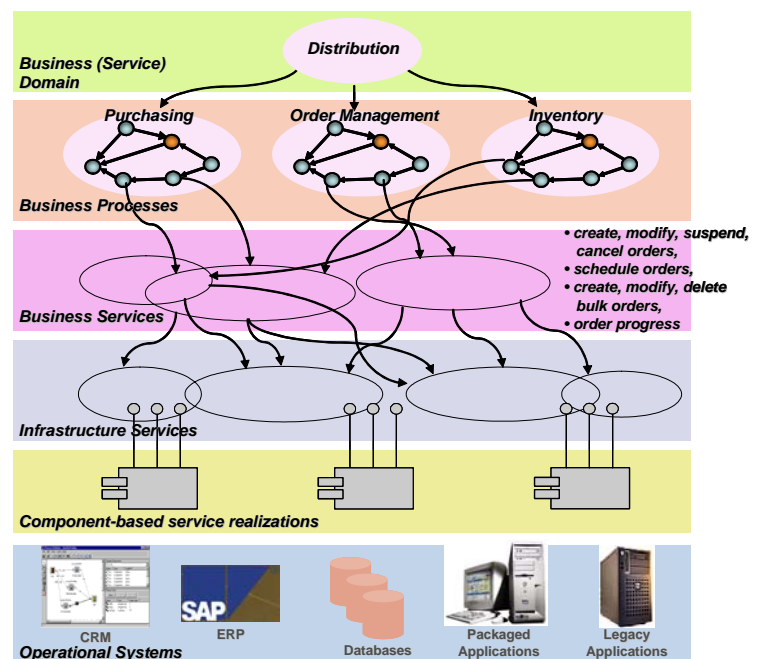 Distribution
Business (Service)
Domain
Purchasing
Order Management
Inventory
Business Processes
• create, modify, suspend,
cancel orders,
• schedule orders,
• create, modify, delete
bulk orders,
• order progress
Business Services
Infrastructure Services
Component-based service realizations
SAP
CRM
ERP
Databases
Packaged
Applications
Legacy
Applications
Operational Systems